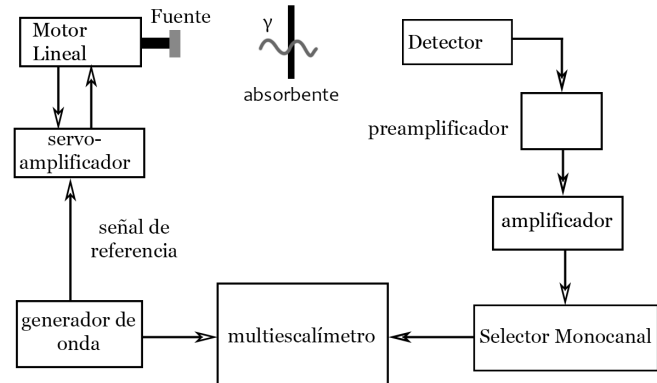 Fuente
Motor
Lineal
γ
absorbente
Detector
preamplificador
servo-
amplificador
amplificador
señal de
referencia
generador de
onda
multiescalímetro
Selector Monocanal